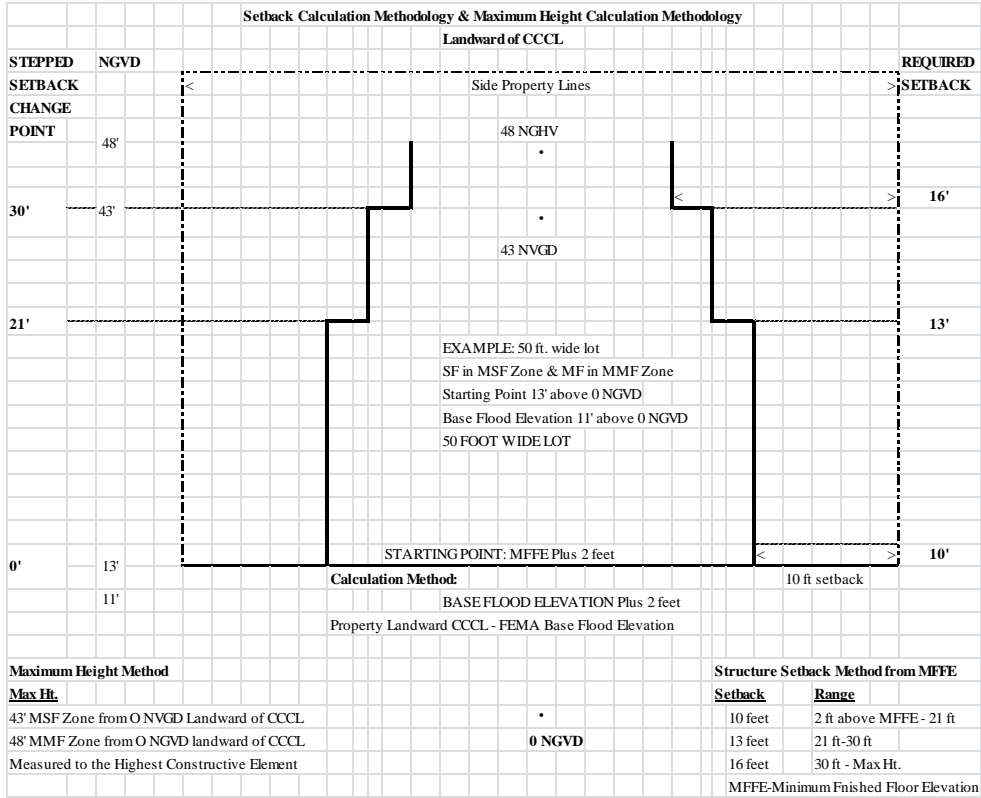 Setback Calculation Methodology & Maximum Height Calculation Methodology
Landward of CCCL
STEPPED NGVD REQUIRED
SETBACK < Side Property Lines > SETBACK
CHANGE
POINT 48 NGHV
48'
< > 16'
30' 43'
43 NVGD
21' 13'
EXAMPLE: 50 ft. wide lot
SF in MSF Zone & MF in MMF Zone
Starting Point 13' above 0 NGVD
Base Flood Elevation 11' above 0 NGVD
50 FOOT WIDE LOT
STARTING POINT: MFFE Plus 2 feet < > 10'
0' 13'
Calculation Method: 10 ft setback
11' BASE FLOOD ELEVATION Plus 2 feet
Property Landward CCCL - FEMA Base Flood Elevation
Maximum Height Method Structure Setback Method from MFFE
Max Ht. Setback Range
43' MSF Zone from O NVGD Landward of CCCL 10 feet 2 ft above MFFE - 21 ft
48' MMF Zone from O NGVD landward of CCCL 0 NGVD 13 feet 21 ft-30 ft
Measured to the Highest Constructive Element 16 feet 30 ft - Max Ht.
MFFE-Minimum Fnished Floor Elevation